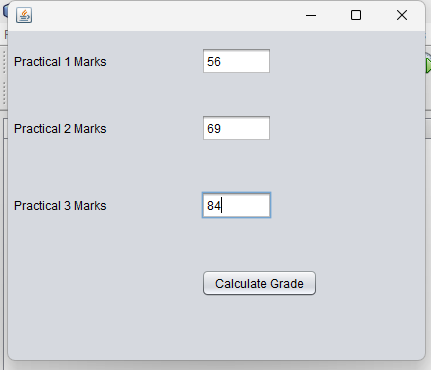 Practical 1 Marks 56
Practical 2 Marks 69
Practical 3 Marks 84
Calculate Grade